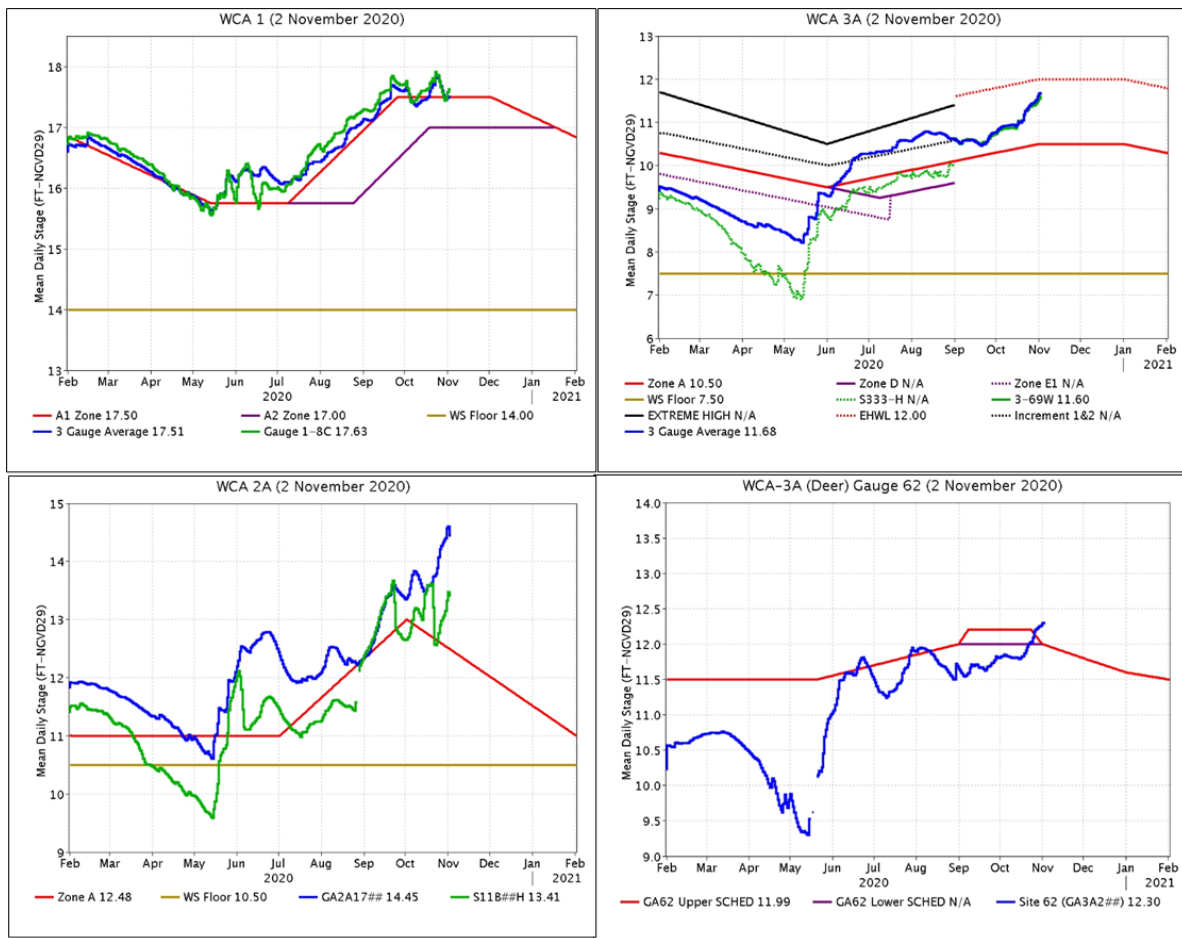 WCA 1 (2 November 2020)
Mean Daily Stage (FT-NGVD29)
18
17
16
15
14
13
Feb Mar Apr May Jun Jul Aug Sep Oct Nov Dec Jan Feb
2020 | 2021
A1 Zone 17.50 A2 Zone 17.00 WS Floor 14.00
3 Gauge Average 17.51 Gauge 1-8C 17.63
WCA 3A (2 November 2020)
Mean Daily Stage (FT-NGVD29)
13
12
11
10
9
8
7
6
Feb Mar Apr May Jun Jul Aug Sep Oct Nov Dec Jan Feb
2020 | 2021
Zone A 10.50 Zone D N/A Zone E1 N/A
WS Floor 7.50 S333-H N/A 3-69W 11.60
EXTREME HIGH N/A EHWL 12.00 Increment 1&2 N/A
3 Gauge Average 11.68
WCA 2A (2 November 2020)
Mean Daily Stage (FT-NGVD29)
15
14
13
12
11
10
9
Feb Mar Apr May Jun Jul Aug Sep Oct Nov Dec Jan Feb
2020 | 2021
Zone A 12.48 WS Floor 10.50 GA2A17## 14.45 S11B##H 13.41
WCA-3A (Deer) Gauge 62 (2 November 2020)
Mean Daily Stage (FT-NGVD29)
14.0
13.5
13.0
12.5
12.0
11.5
11.0
10.5
10.0
9.5
9.0
Feb Mar Apr May Jun Jul Aug Sep Oct Nov Dec Jan Feb
2020 | 2021
GA62 Upper SCHED 11.99 GA62 Lower SCHED N/A Site 62 (GA3A2##) 12.30